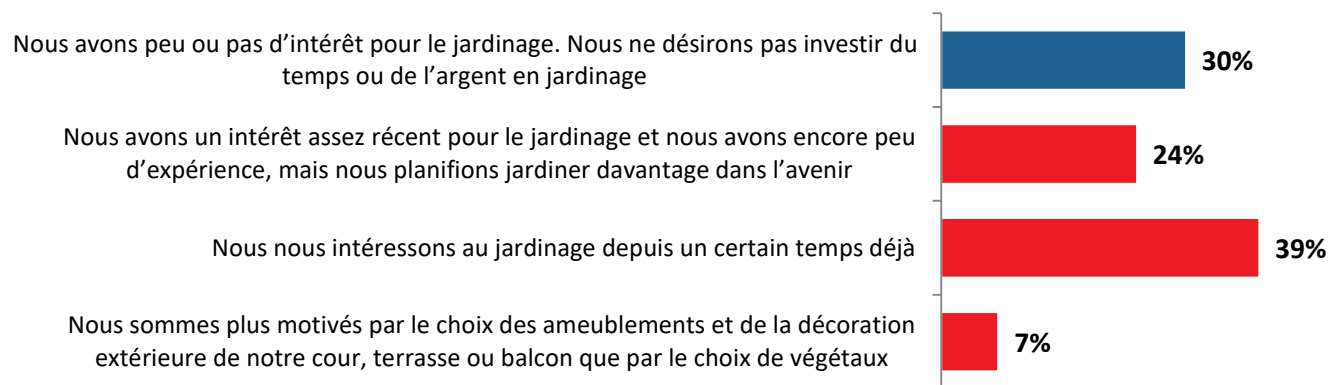 Nous avons peu ou pas d’intérêt pour le jardinage. Nous ne désirons pas investir du
temps ou de l’argent en jardinage
30%
Nous avons un intérêt assez récent pour le jardinage et nous avons encore peu
d’expérience, mais nous planifions jardiner davantage dans l’avenir
24%
Nous nous intéressons au jardinage depuis un certain temps déjà
39%
Nous sommes plus motivés par le choix des ameublements et de la décoration
extérieure de notre cour, terrasse ou balcon que par le choix de végétaux
7%